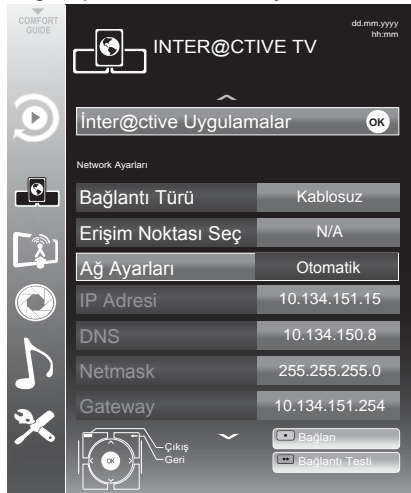 COMFORT
GUIDE
INTER@CTIVE TV
dd.mm.yyyy
hh:mm
İnter@ctive Uygulamalar OK
Network Ayarları
Bağlantı Türü Kablosuz
Erişim Noktası Seç N/A
Ağ Ayarları Otomatik
IP Adresi 10.134.151.15
DNS 10.134.150.8
Netmask 255.255.255.0
Gateway 10.134.151.254
OK
Çıkış
Geri
Bağlan
Bağlantı Testi